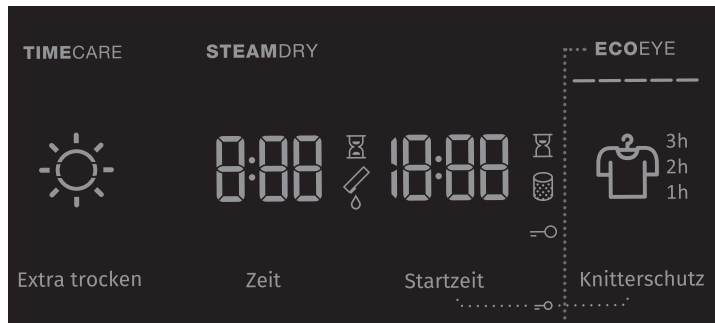 TIMECARE STEAMDRY ECOEYE
8:88 18:88 3h
2h
1h
Extra trocken Zeit Startzeit Knitterschutz